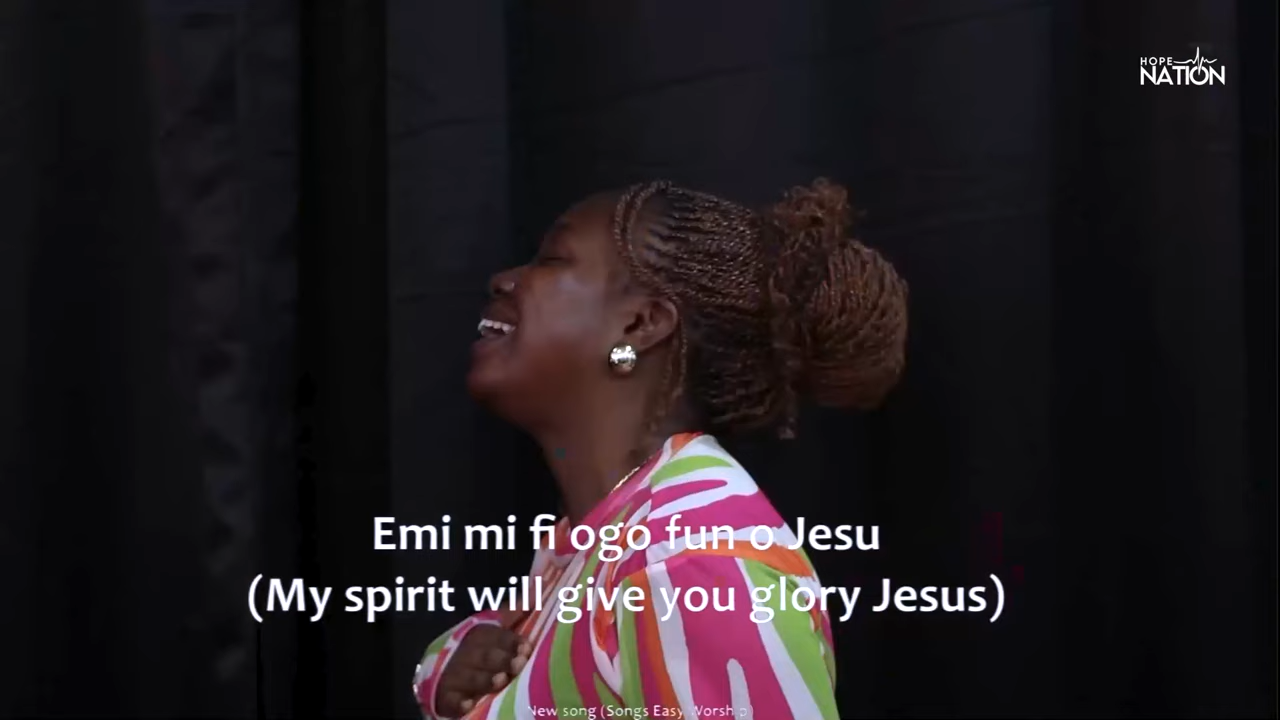 HOPE
NATION
Emi mi fi ogo fun o Jesu
(My spirit will give you glory Jesus)
New song (Songs Easy Worship)